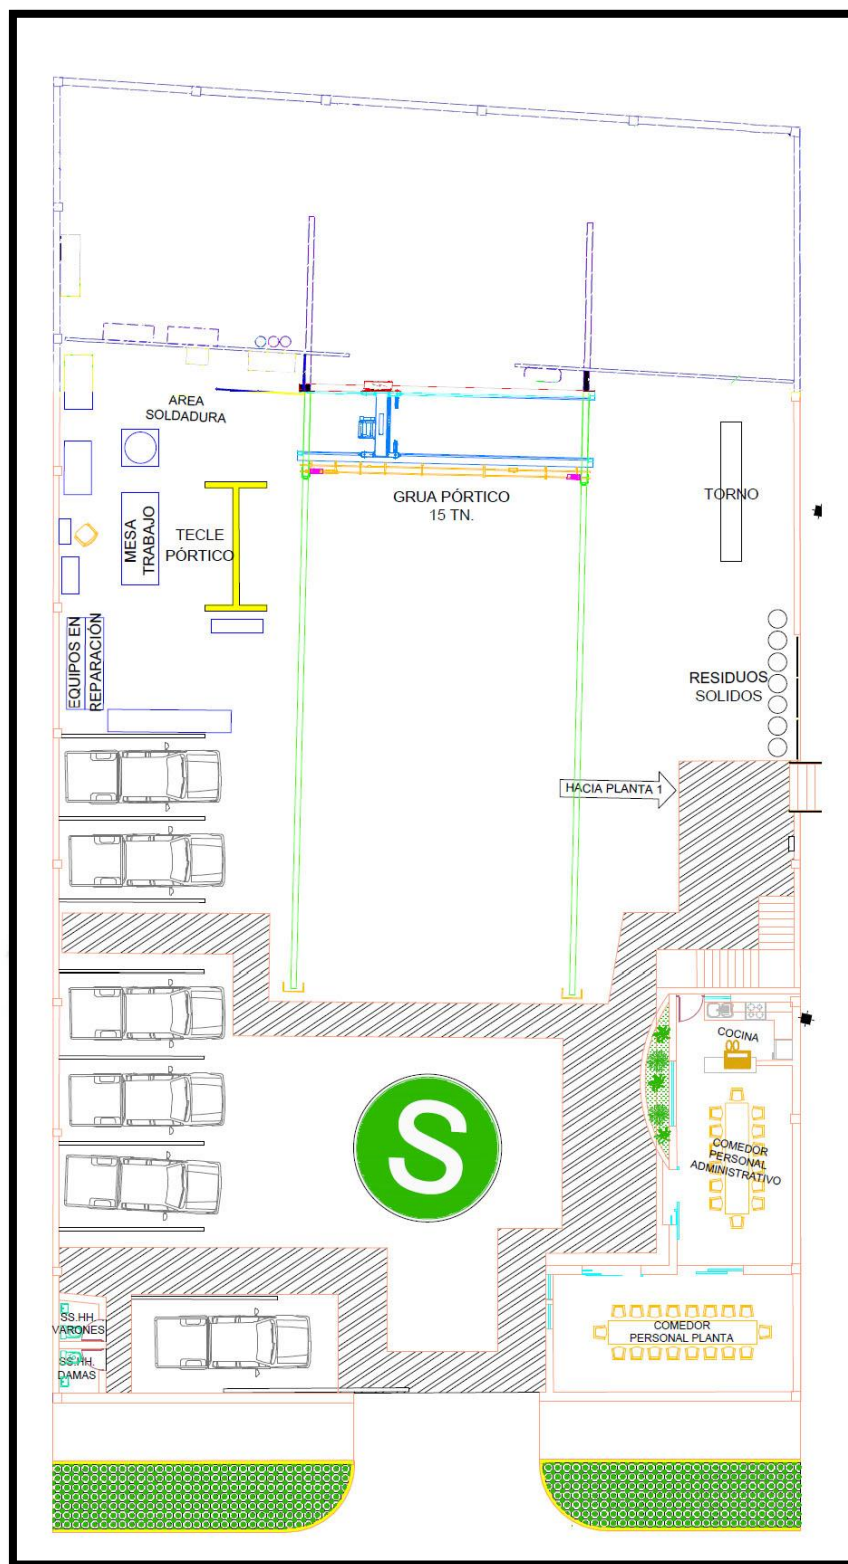 AREA
SOLDADURA
GRUA PÓRTICO
15 TN.
TORNO
MESA
TRABAJO
TECLE
PÓRTICO
EQUIPOS EN
REPARACIÓN
RESIDUOS
SOLIDOS
HACIA PLANTA 1
COCINA
S
COMEDOR
PERSONAL
ADMINISTRATIVO
SS.HH.
VARONES
SS.HH.
DAMAS
COMEDOR
PERSONAL PLANTA